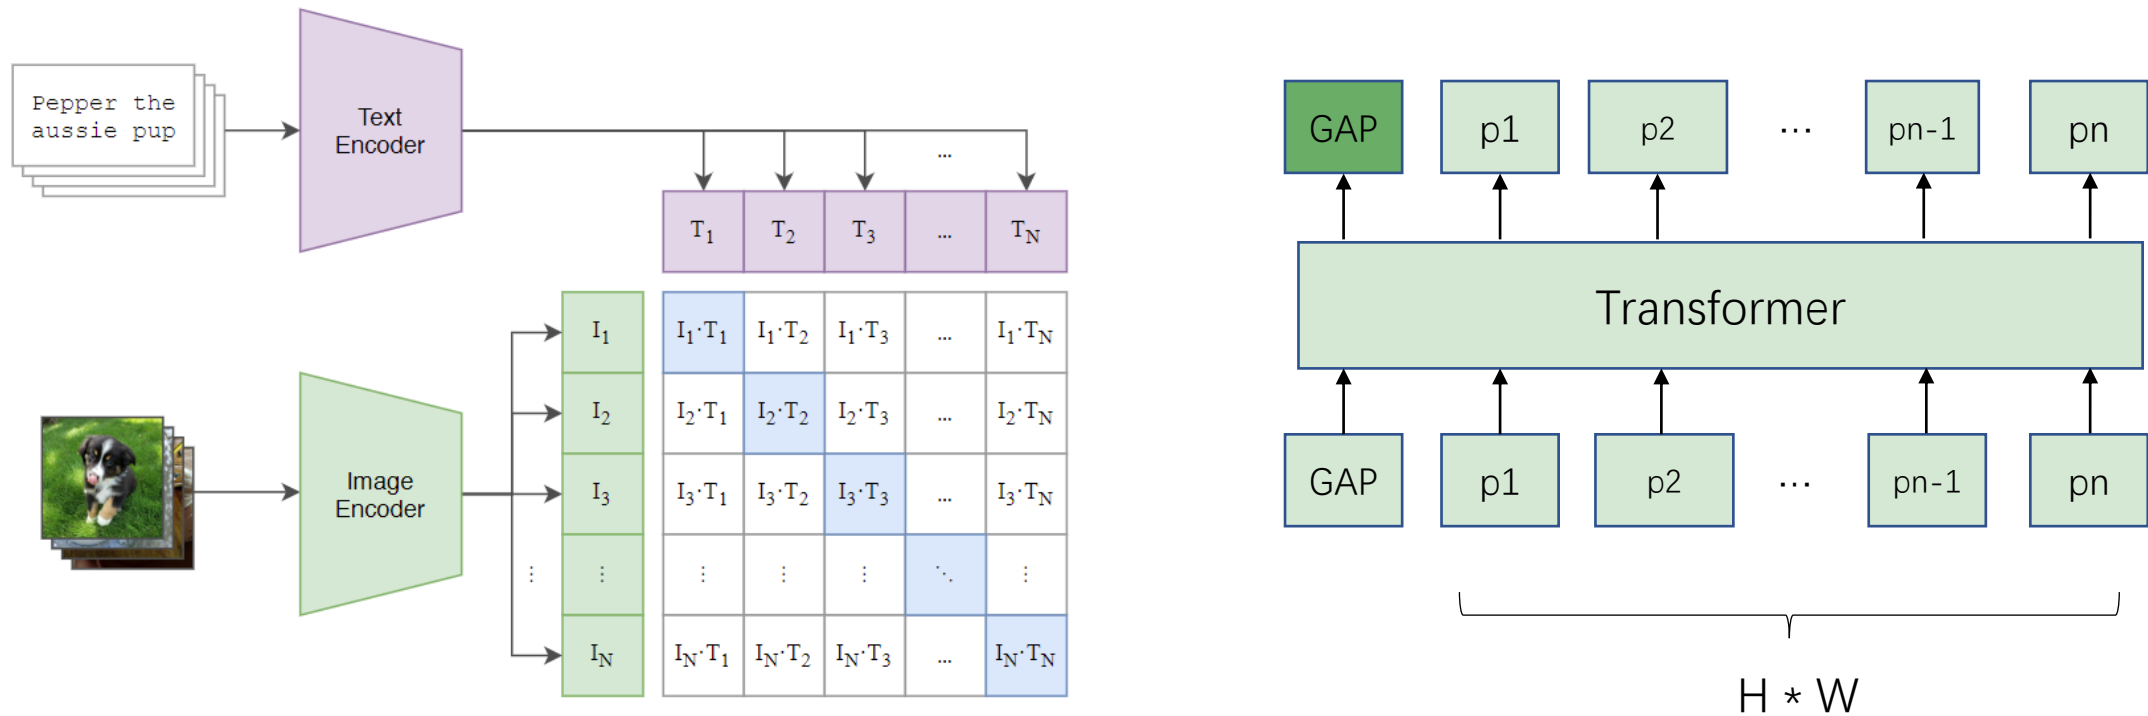 Pepper the
aussie pup
Text
Encoder
...
T1 T2 T3 ... TN
Image
Encoder
I1 I1·T1 I1·T2 I1·T3 ... I1·TN
I2 I2·T1 I2·T2 I2·T3 ... I2·TN
I3 I3·T1 I3·T2 I3·T3 ... I3·TN
⋮ ⋮ ⋮ ⋮ ⋮ ⋱ ⋮
IN IN·T1 IN·T2 IN·T3 ... IN·TN
GAP p1 p2 ... pn-1 pn
Transformer
GAP p1 p2 ... pn-1 pn
H * W